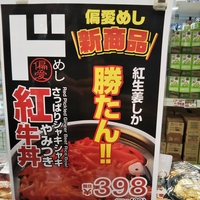 偏愛めし
新商品
紅生姜しか
勝たん!!
ド
偏愛
めし
さっぱりシャキシャキ
やみつき
紅牛丼
398